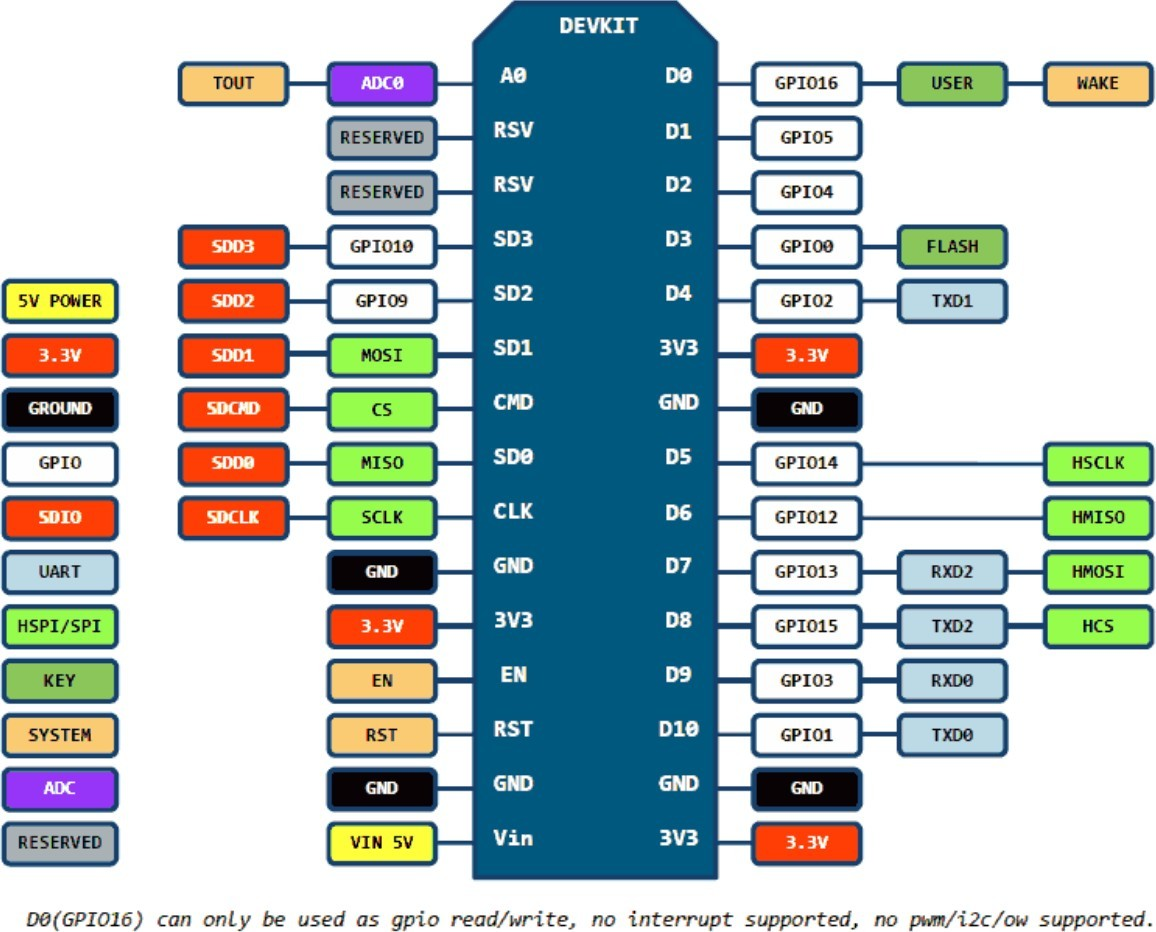 DEVKIT
TOUT ADC0 A0 D0 GPIO16 USER WAKE
RESERVED RSV D1 GPIO5
RESERVED RSV D2 GPIO4
SDD3 GPIO10 SD3 D3 GPIO0 FLASH
5V POWER SDD2 GPIO9 SD2 D4 GPIO2 TXD1
3.3V SDD1 MOSI SD1 3V3 3.3V
GROUND SDCMD CS CMD GND GND
GPIO SDD0 MISO SD0 D5 GPIO14 HSCLK
SDIO SDCLK SCLK CLK D6 GPIO12 HMISO
UART GND GND D7 GPIO13 RXD2 HMOSI
HSPI/SPI 3.3V 3V3 D8 GPIO15 TXD2 HCS
KEY EN EN D9 GPIO3 RXD0
SYSTEM RST RST D10 GPIO1 TXD0
ADC GND GND GND GND
RESERVED VIN 5V Vin 3V3 3.3V
D0(GPIO16) can only be used as gpio read/write, no interrupt supported, no pwm/i2c/ow supported.